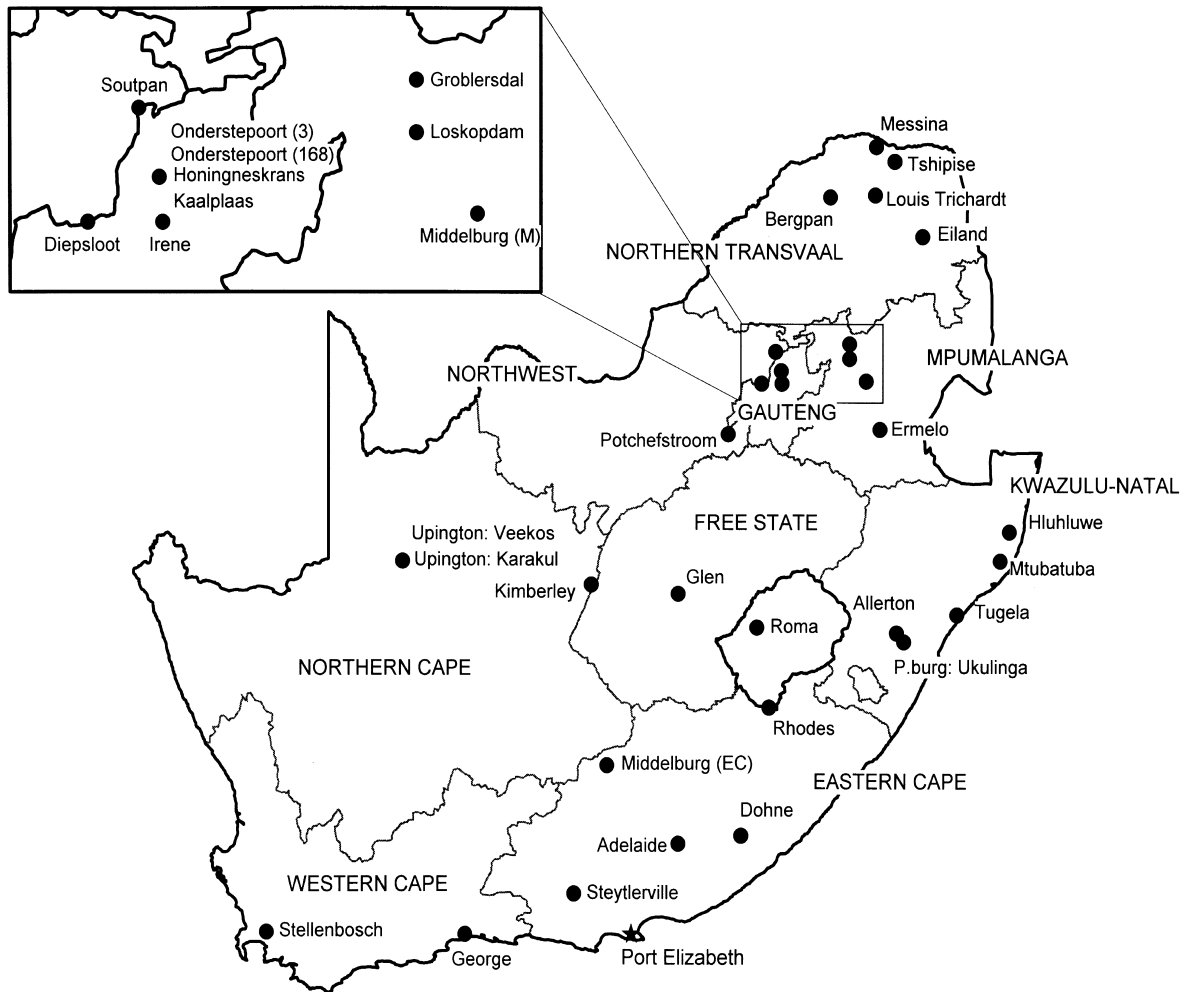 Soutpan
Groblersdal
Onderstepoort (3)
Loskopdam
Onderstepoort (168)
Honingneskrans
Kaalplaas
Diepsloot
Irene
Middelburg (M)
Messina
Tshipise
Louis Trichardt
Bergpan
Eiland
NORTHERN TRANSVAAL
MPUMALANGA
NORTHWEST
GAUTENG
Potchefstroom
Ermelo
KWAZULU-NATAL
FREE STATE
Hluhluwe
Upington: Veekos
Upington: Karakul
Mtubatuba
Kimberley
Glen
Allerton
Tugela
Roma
NORTHERN CAPE
P.burg: Ukulinga
Rhodes
Middelburg (EC)
EASTERN CAPE
Dohne
Adelaide
WESTERN CAPE
Steytlerville
Stellenbosch
George
Port Elizabeth